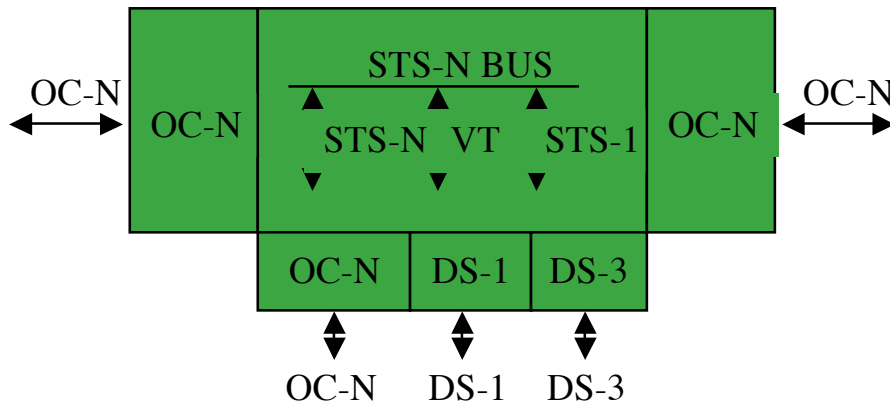 STS-N BUS
OC-N
OC-N
OC-N
STS-N VT STS-1
OC-N
OC-N DS-1 DS-3
OC-N DS-1 DS-3